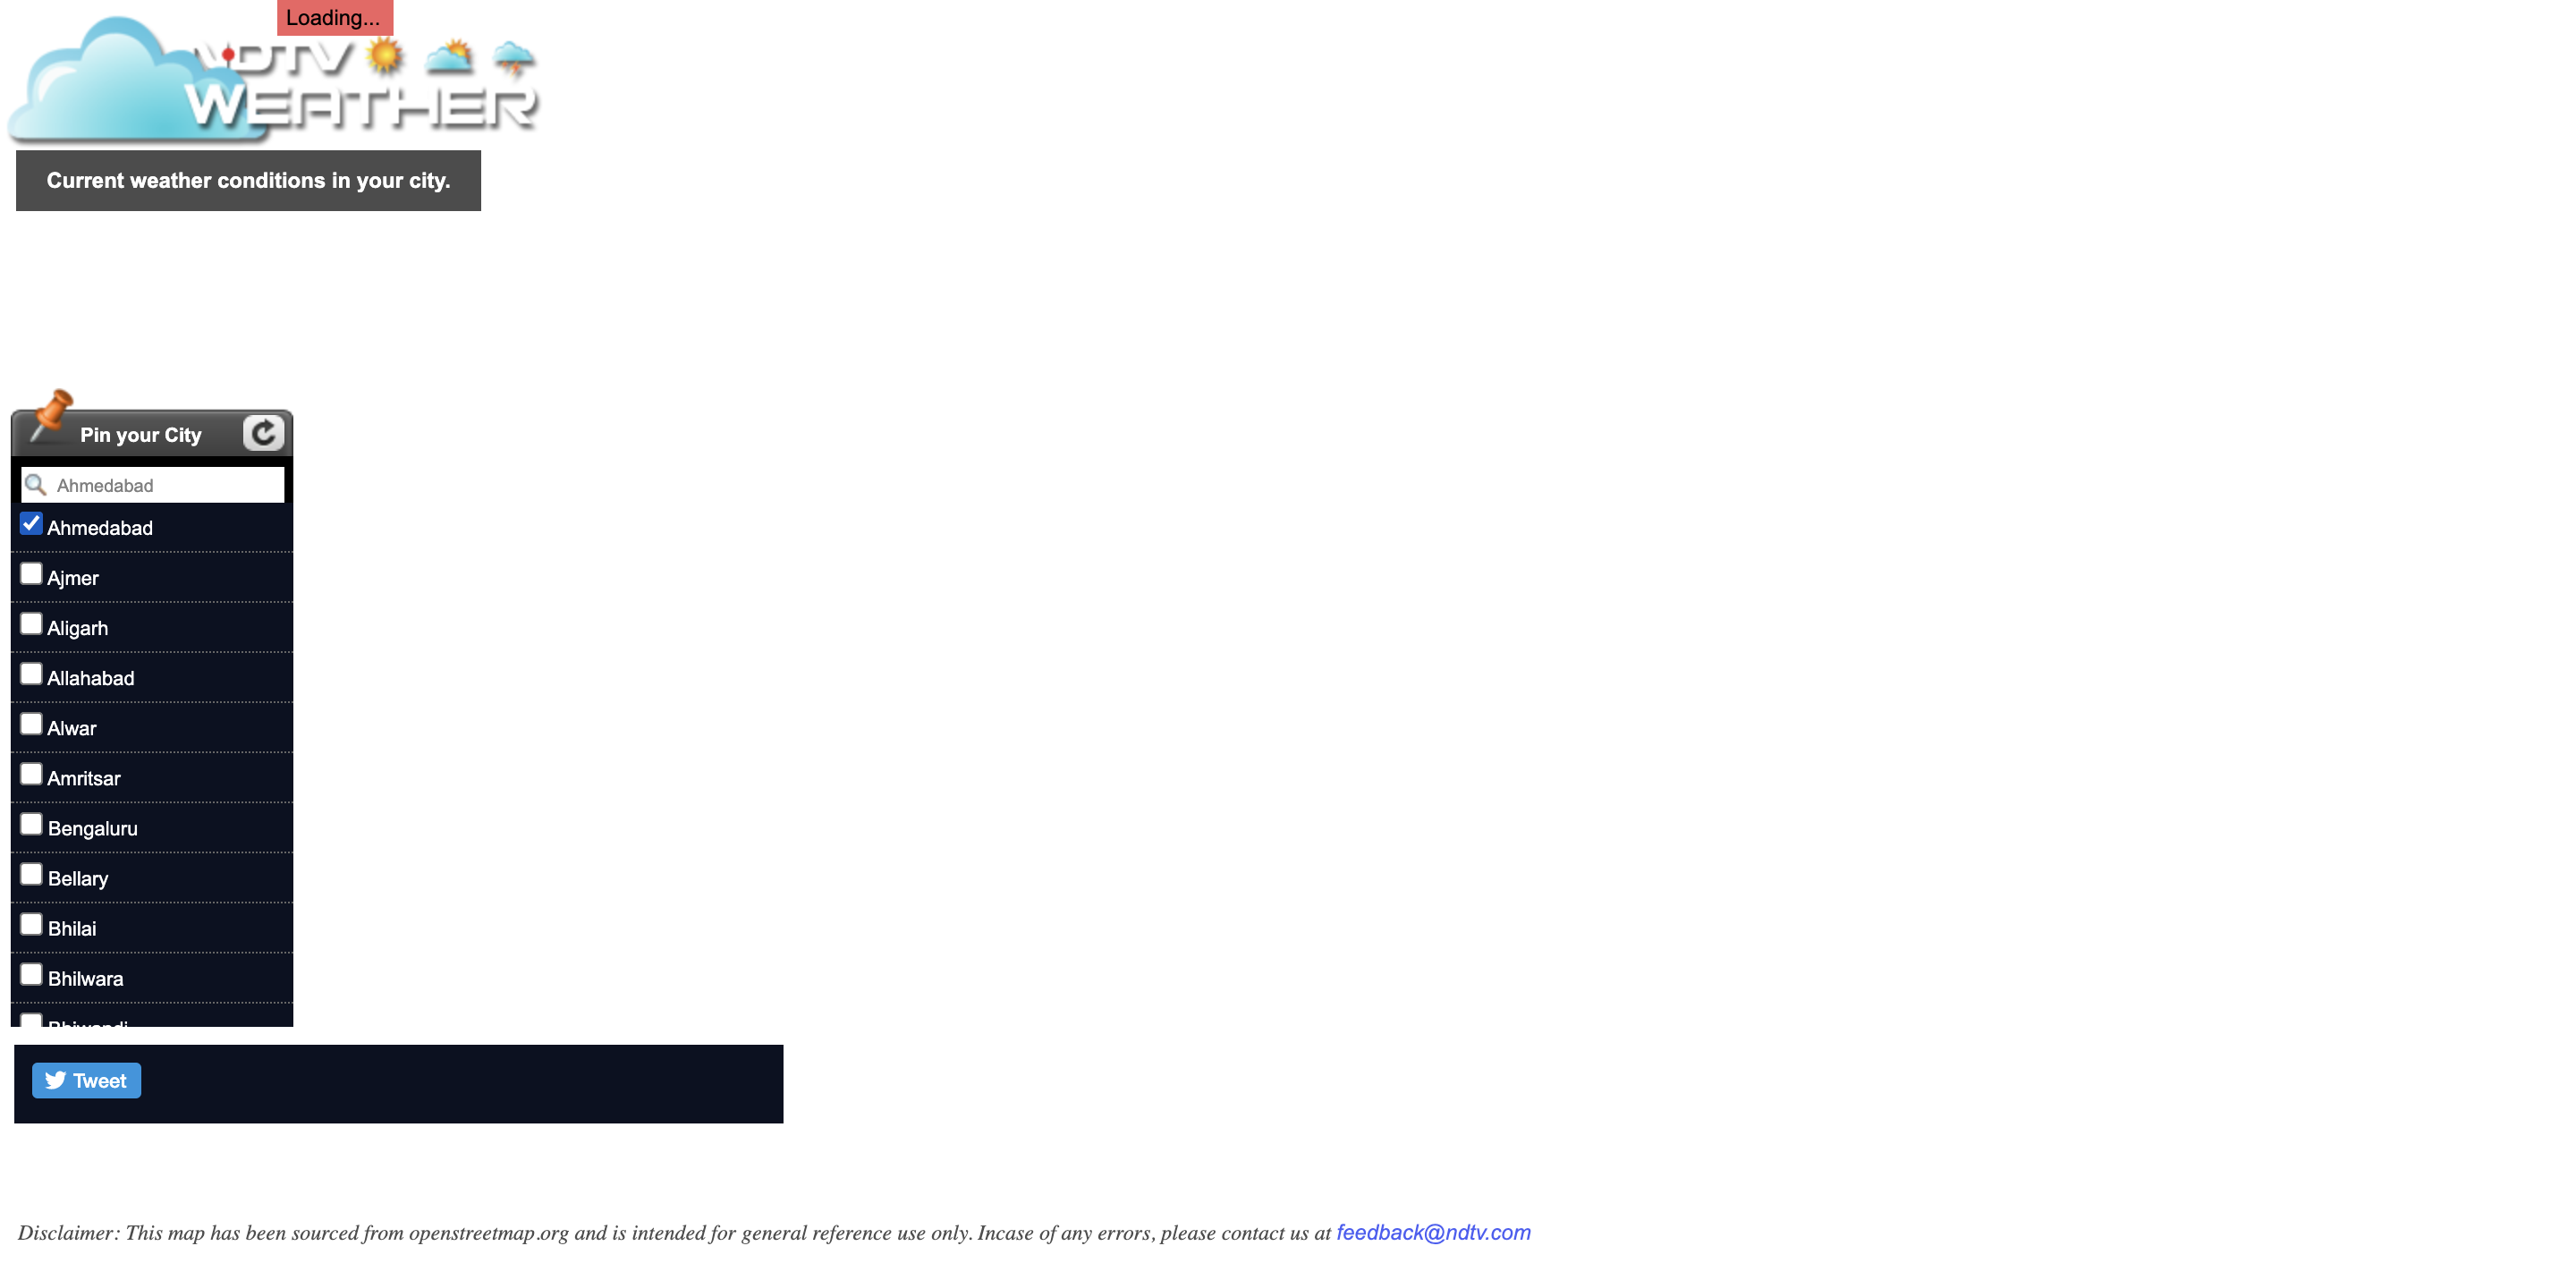 Loading...
NDTV
WEATHER
Current weather conditions in your city.
Pin your City
Ahmedabad
Ahmedabad
Ajmer
Aligarh
Allahabad
Alwar
Amritsar
Bengaluru
Bellary
Bhilai
Bhilwara
Bhiwandi
Tweet
Disclaimer: This map has been sourced from openstreetmap.org and is intended for general reference use only. Incase of any errors, please contact us at feedback@ndtv.com